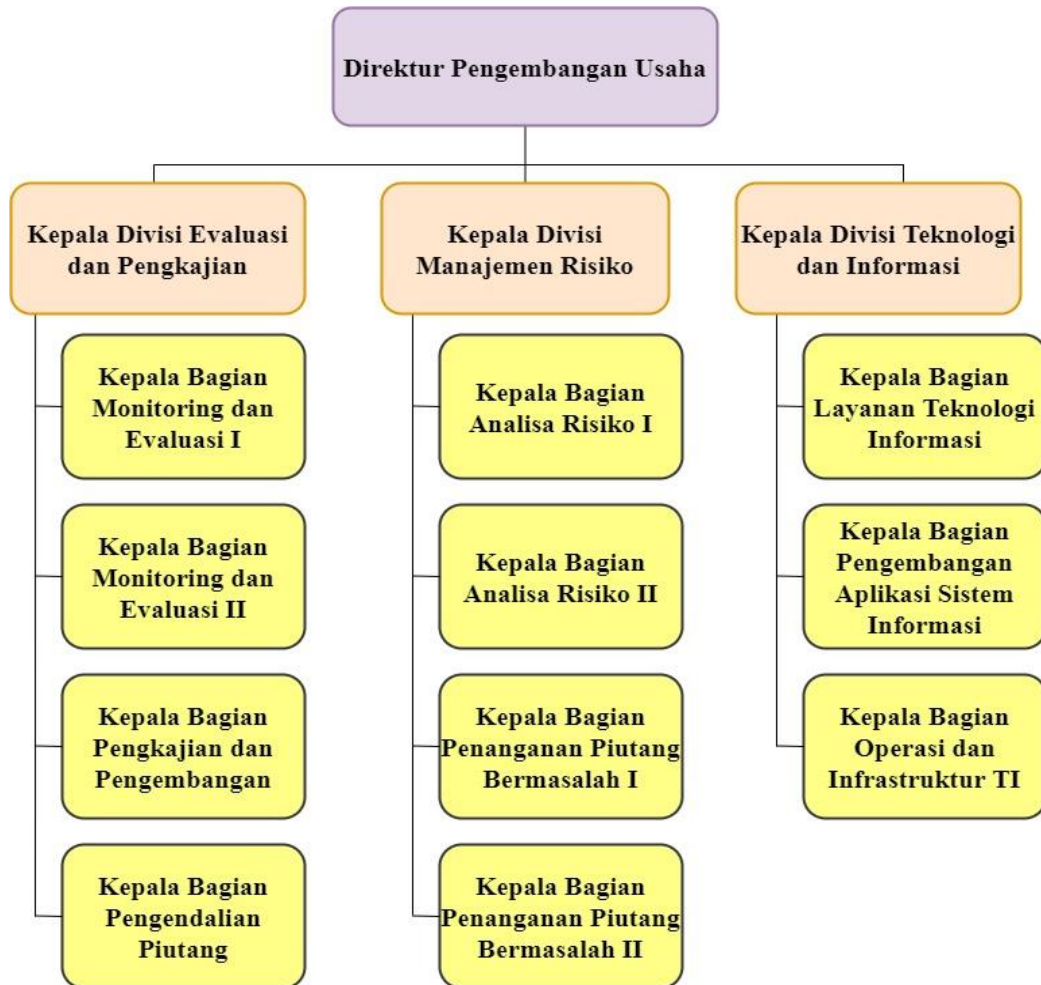 Direktur Pengembangan Usaha
Kepala Divisi Evaluasi
dan Pengkajian
Kepala Bagian
Monitoring dan
Evaluasi I
Kepala Bagian
Monitoring dan
Evaluasi II
Kepala Bagian
Pengkajian dan
Pengembangan
Kepala Bagian
Pengendalian
Piutang
Kepala Divisi
Manajemen Risiko
Kepala Bagian
Analisa Risiko I
Kepala Bagian
Analisa Risiko II
Kepala Bagian
Penanganan Piutang
Bermasalah I
Kepala Bagian
Penanganan Piutang
Bermasalah II
Kepala Divisi Teknologi
dan Informasi
Kepala Bagian
Layanan Teknologi
Informasi
Kepala Bagian
Pengembangan
Aplikasi Sistem
Informasi
Kepala Bagian
Operasi dan
Infrastruktur TI